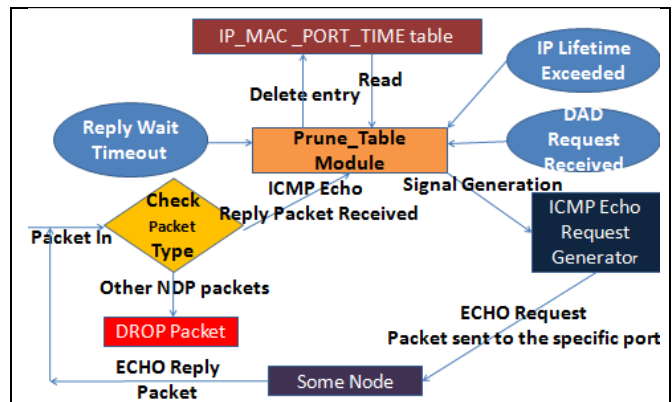 IP_MAC _PORT_TIME table
IP Lifetime
Exceeded
Read
Delete entry
Reply Wait
Timeout
DAD
Request
Received
Prune_Table
Module
ICMP Echo
Reply Packet Received
Signal Generation
Check
Packet
Type
Packet In
ICMP Echo
Request
Generator
Other NDP packets
DROP Packet
ECHO Request
Packet sent to the specific port
ECHO Reply
Packet
Some Node